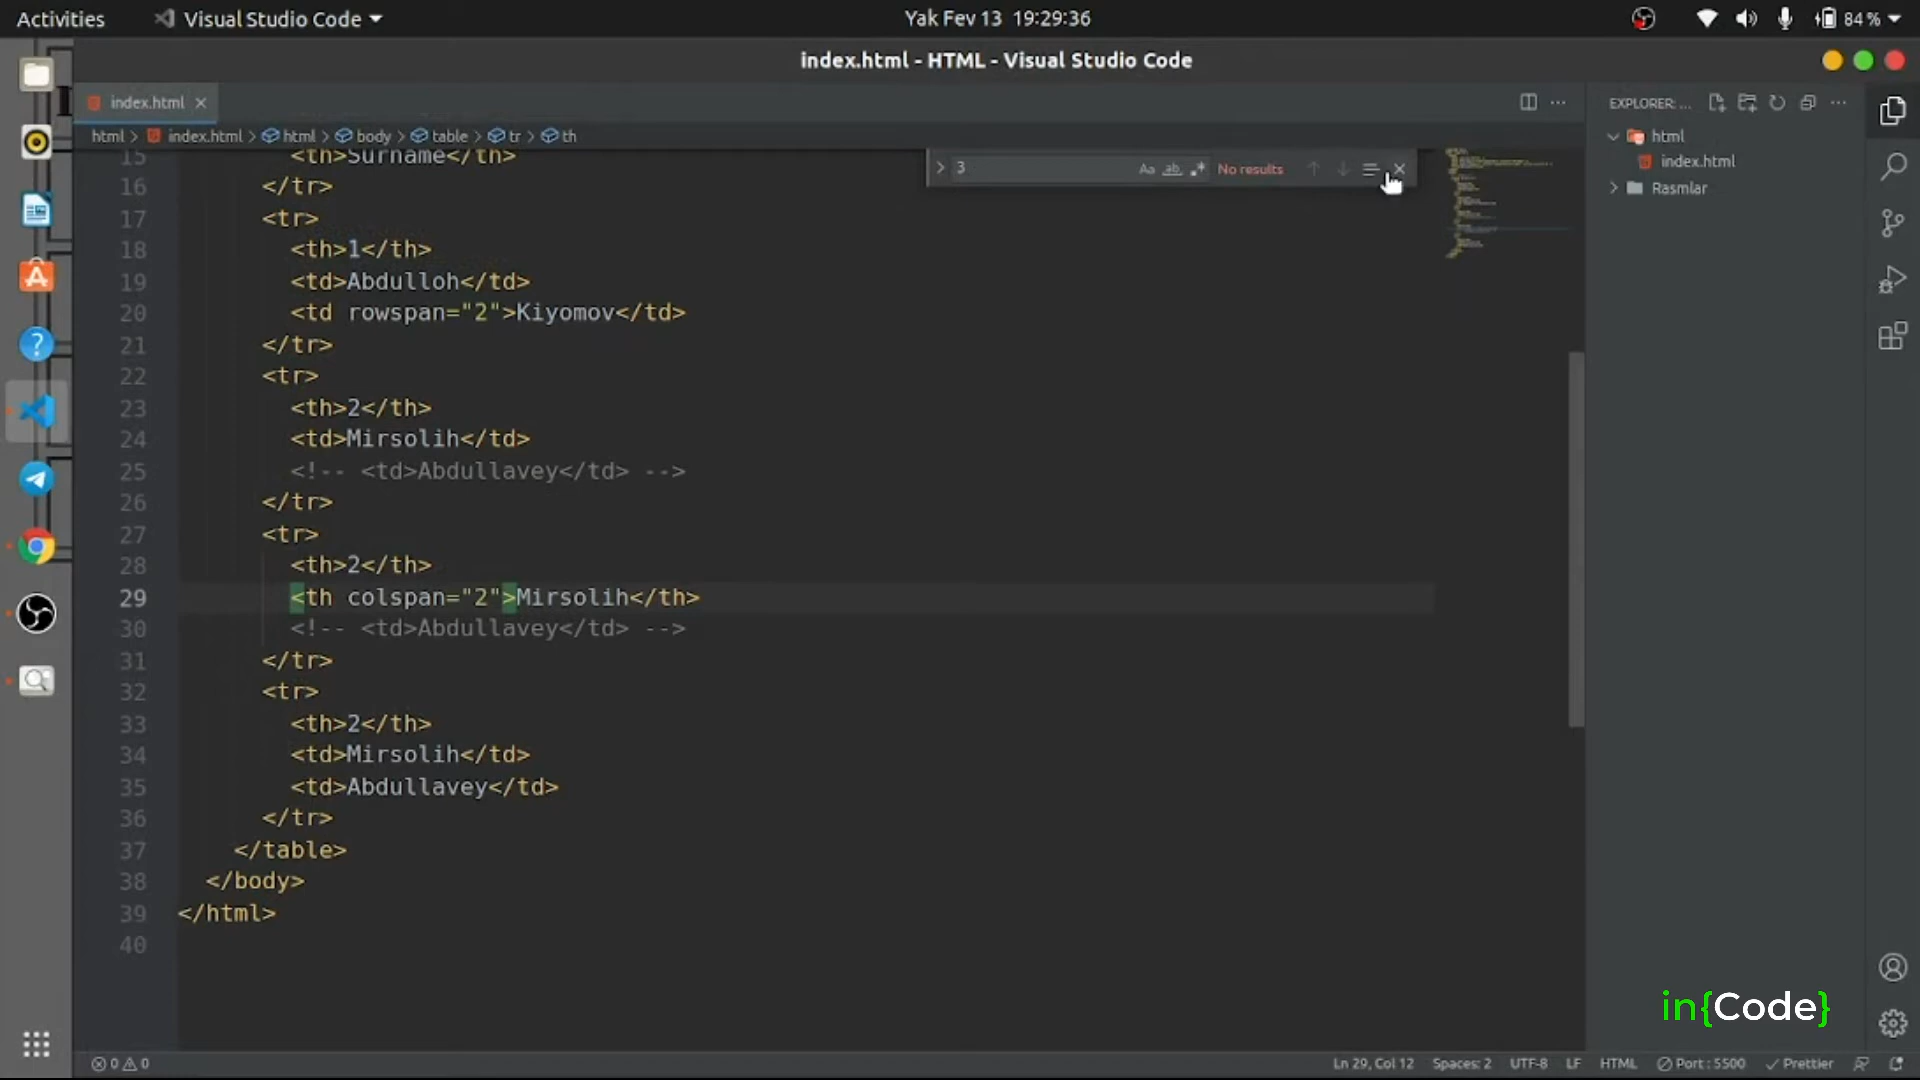 Activities
Visual Studio Code
Yak Fev 13 19:29:36
84 %
index.html - HTML - Visual Studio Code
index.html
EXPLORER: ...
html > index.html > html > body > table > tr > th
3
Aa
ab
No results
html
index.html
Rasmlar
15 <th>Surname</th>
16 </tr>
17 <tr>
18 <th>1</th>
19 <td>Abdulloh</td>
20 <td rowspan="2">Kiyomov</td>
21 </tr>
22 <tr>
23 <th>2</th>
24 <td>Mirsolih</td>
25 <!-- <td>Abdullavey</td> -->
26 </tr>
27 <tr>
28 <th>2</th>
29 <th colspan="2">Mirsolih</th>
30 <!-- <td>Abdullavey</td> -->
31 </tr>
32 <tr>
33 <th>2</th>
34 <td>Mirsolih</td>
35 <td>Abdullavey</td>
36 </tr>
37 </table>
38 </body>
39 </html>
40
in{Code}
0 0
Ln 29, Col 12 Spaces: 2 UTF-8 LF HTML Port : 5500 Prettier